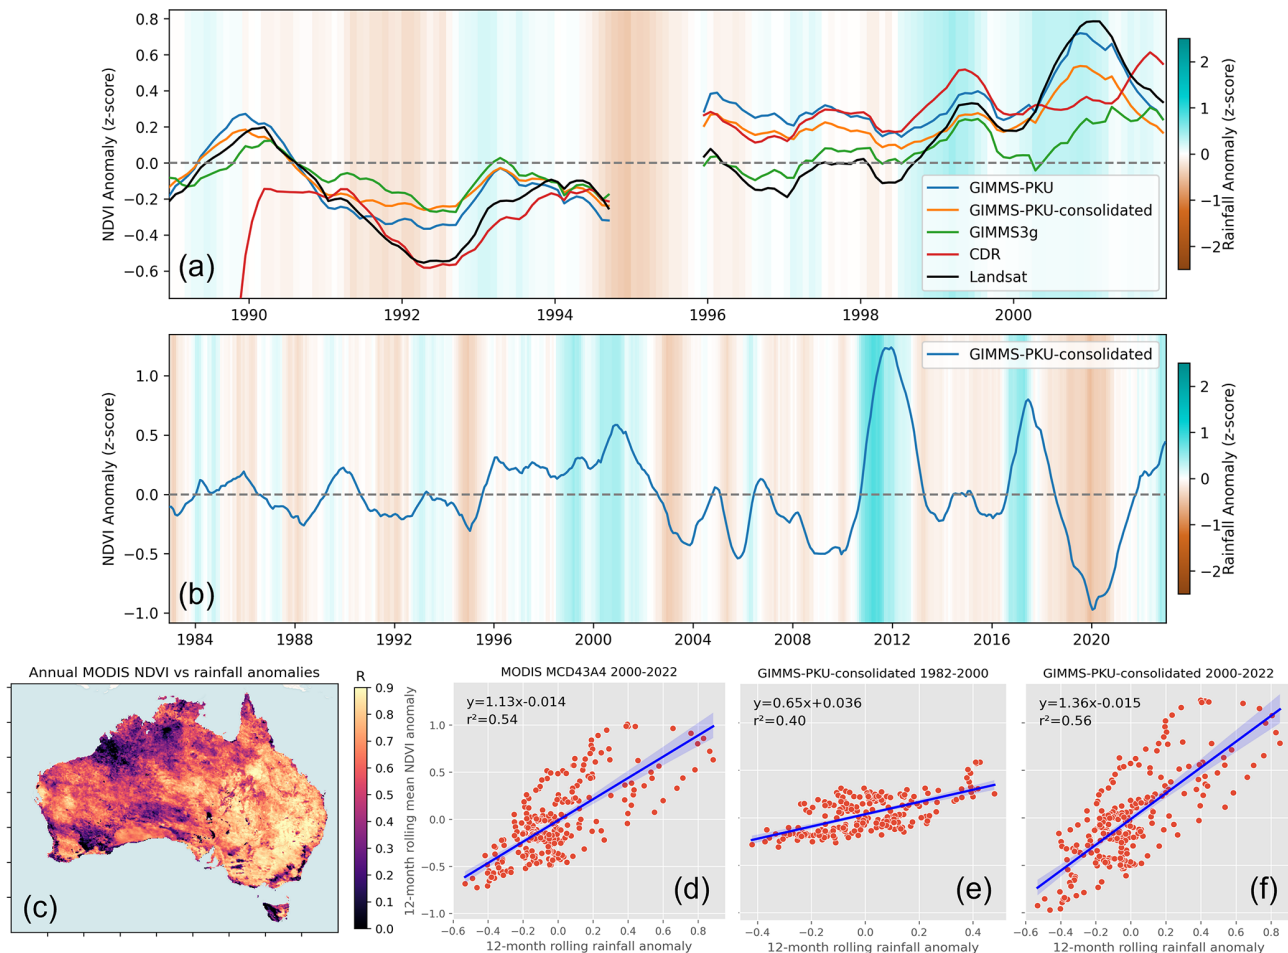 NDVI Anomaly (z-score)
0.8
0.6
0.4
0.2
0.0
−0.2
−0.4
−0.6
(a)
GIMMS-PKU
GIMMS-PKU-consolidated
GIMMS3g
CDR
Landsat
1990
1992
1994
1996
1998
2000
2
1
0
−1
−2
Rainfall Anomaly (z-score)
NDVI Anomaly (z-score)
1.0
0.5
0.0
−0.5
−1.0
(b)
GIMMS-PKU-consolidated
1984
1988
1992
1996
2000
2004
2008
2012
2016
2020
2
1
0
−1
−2
Rainfall Anomaly (z-score)
Annual MODIS NDVI vs rainfall anomalies
(c)
R
0.9
0.8
0.7
0.6
0.5
0.4
0.3
0.2
0.1
0.0
MODIS MCD43A4 2000-2022
12-month rolling mean NDVI anomaly
y=1.13x-0.014
r²=0.54
1.0
0.5
0.0
−0.5
−1.0
(d)
−0.6 −0.4 −0.2 0.0 0.2 0.4 0.6 0.8
12-month rolling rainfall anomaly
GIMMS-PKU-consolidated 1982-2000
y=0.65x+0.036
r²=0.40
(e)
−0.4 −0.2 0.0 0.2 0.4
12-month rolling rainfall anomaly
GIMMS-PKU-consolidated 2000-2022
y=1.36x-0.015
r²=0.56
(f)
−0.6 −0.4 −0.2 0.0 0.2 0.4 0.6 0.8
12-month rolling rainfall anomaly